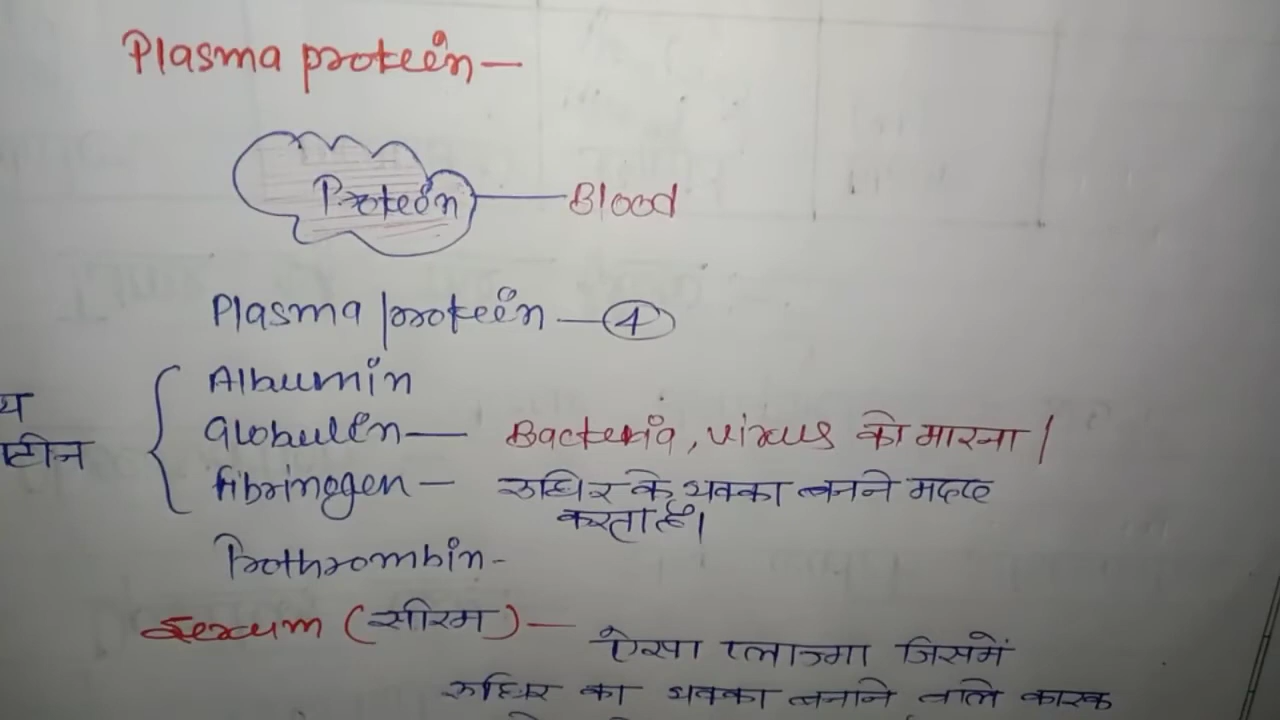 Plasma protein —
Protein — Blood
Plasma protein — 4
Albumin
Globulin — Bacteria, virus को मारना |
fibrinogen — रुधिर के थक्का बनने मदद
करता है।
Prothrombin -
य
टीन
Serum (सीरम) —
ऐसा प्लाज्मा जिसमें
रुधिर का थक्का बनाने वाले कारक